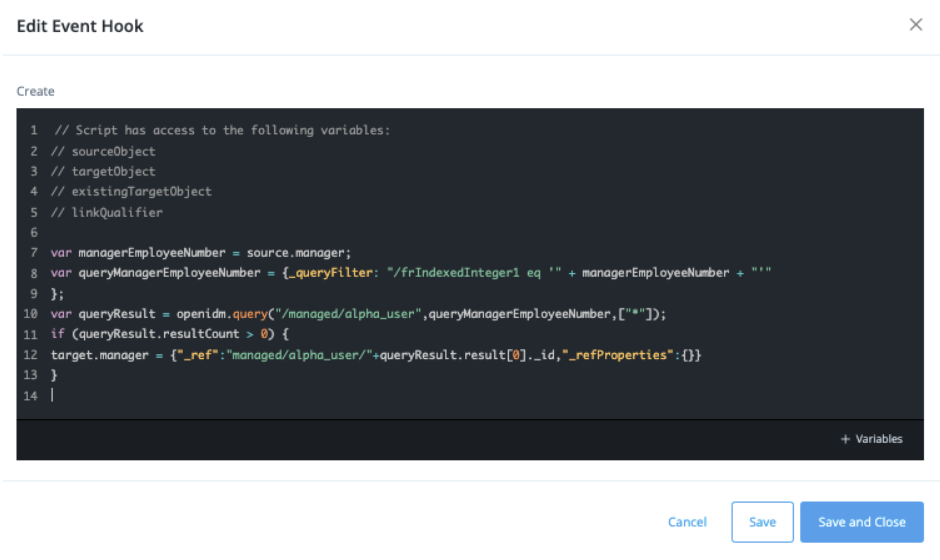 Edit Event Hook
Create
1 // Script has access to the following variables:
2 // sourceObject
3 // targetObject
4 // existingTargetObject
5 // linkQualifier
6
7 var managerEmployeeNumber = source.manager;
8 var queryManagerEmployeeNumber = {_queryFilter: "/frIndexedInteger1 eq '" + managerEmployeeNumber + "'"
9 };
10 var queryResult = openidm.query("/managed/alpha_user",queryManagerEmployeeNumber,["*"]);
11 if (queryResult.resultCount > 0) {
12 target.manager = {"_ref":"managed/alpha_user/"+queryResult.result[0]._id,"_refProperties":{}}
13 }
14
+ Variables
Cancel Save Save and Close